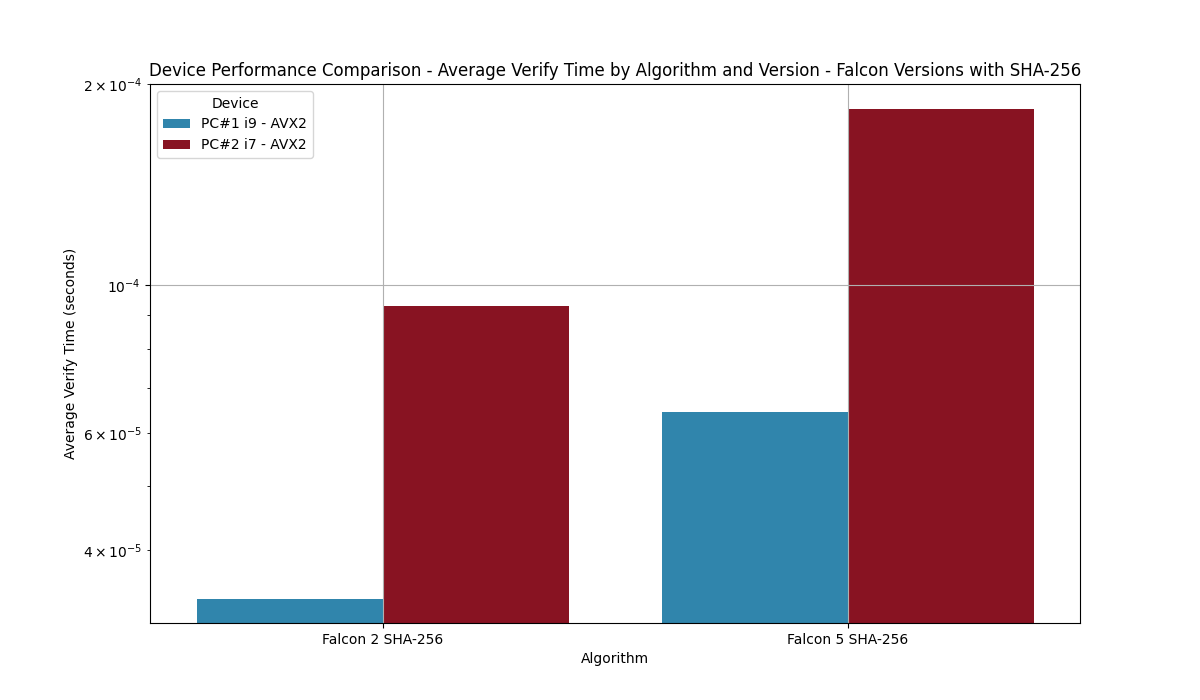 Device Performance Comparison - Average Verify Time by Algorithm and Version - Falcon Versions with SHA-256
Device
PC#1 i9 - AVX2
PC#2 i7 - AVX2
Average Verify Time (seconds)
2 × 10⁻⁴
10⁻⁴
6 × 10⁻⁵
4 × 10⁻⁵
Falcon 2 SHA-256
Falcon 5 SHA-256
Algorithm